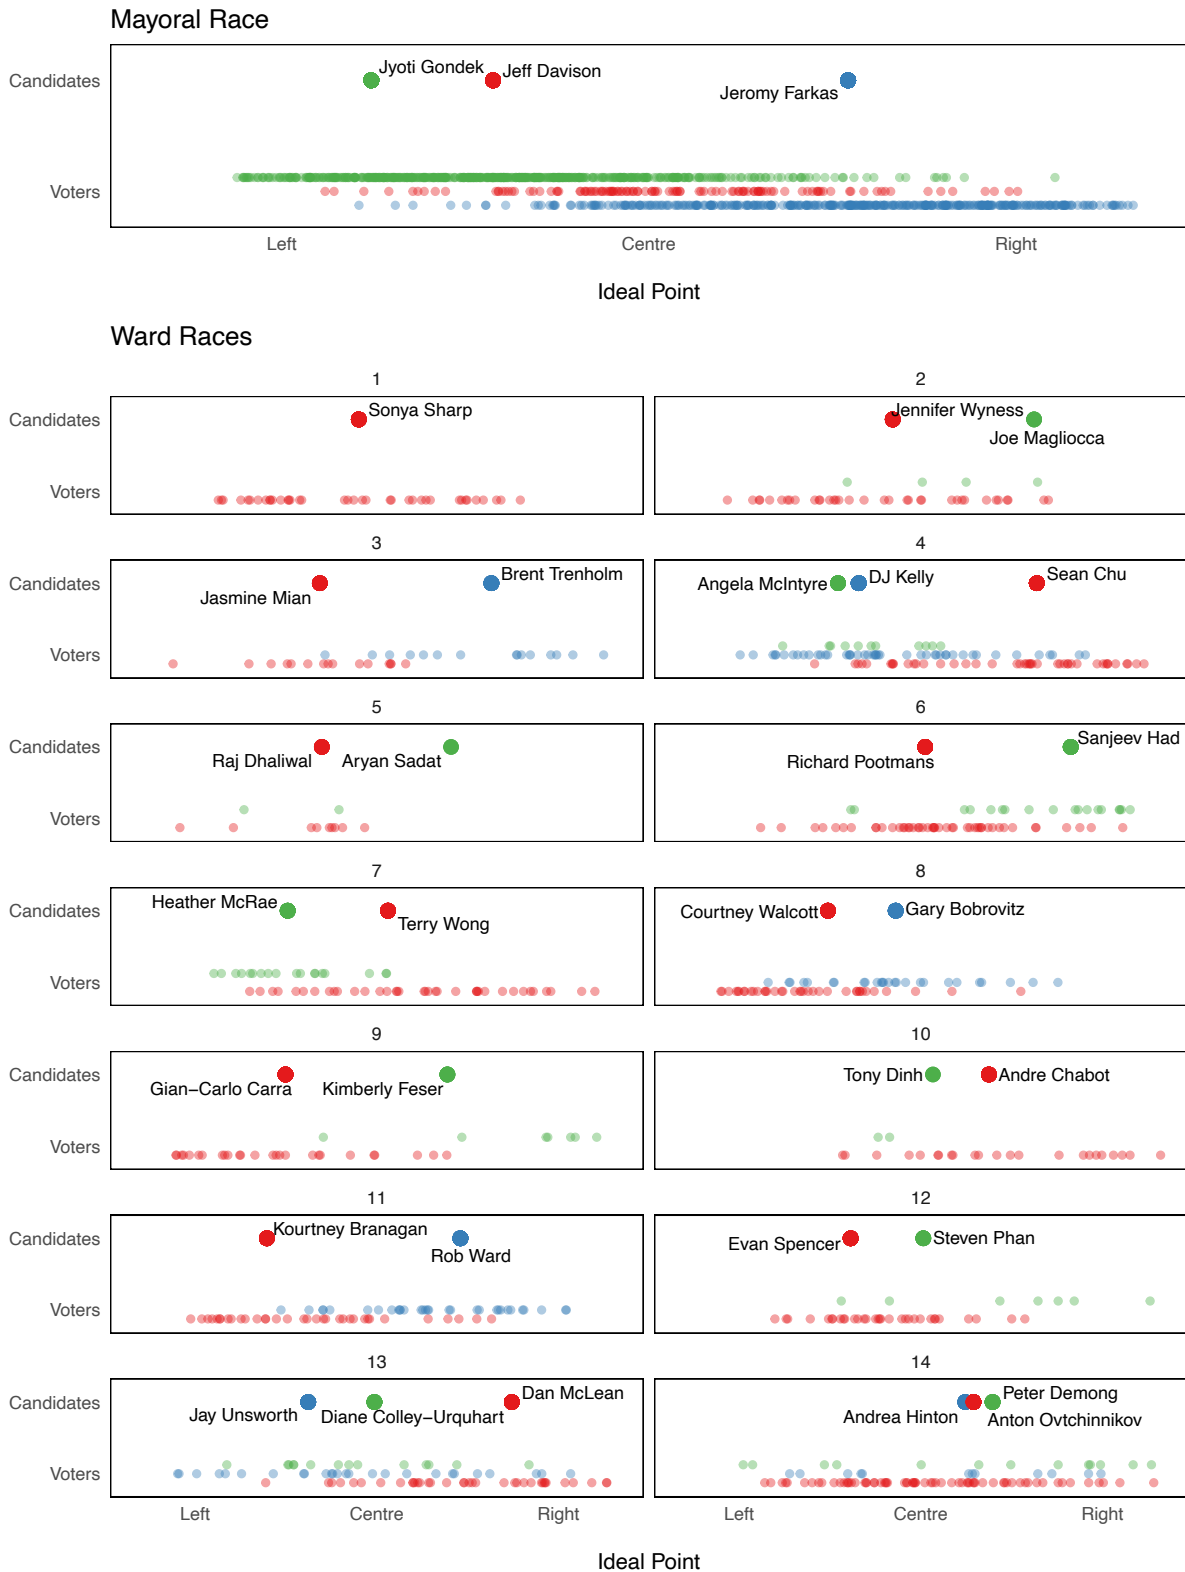 Mayoral Race
Candidates
Jyoti Gondek
Jeff Davison
Jeromy Farkas
Voters
Left
Centre
Right
Ideal Point
Ward Races
1
2
Candidates
Sonya Sharp
Jennifer Wyness
Joe Magliocca
Voters
3
4
Candidates
Jasmine Mian
Brent Trenholm
Angela McIntyre
DJ Kelly
Sean Chu
Voters
5
6
Candidates
Raj Dhaliwal
Aryan Sadat
Richard Pootmans
Sanjeev Had
Voters
7
8
Candidates
Heather McRae
Terry Wong
Courtney Walcott
Gary Bobrovitz
Voters
9
10
Candidates
Gian−Carlo Carra
Kimberly Feser
Tony Dinh
Andre Chabot
Voters
11
12
Candidates
Kourtney Branagan
Rob Ward
Evan Spencer
Steven Phan
Voters
13
14
Candidates
Jay Unsworth
Diane Colley−Urquhart
Dan McLean
Andrea Hinton
Peter Demong
Anton Ovtchinnikov
Voters
Left
Centre
Right
Left
Centre
Right
Ideal Point